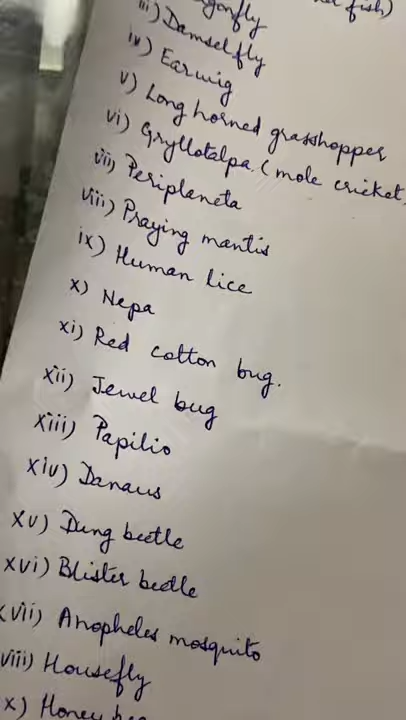 fish)
iii) Damselfly
iv) Earwig
v) Long horned grasshopper
vi) Gryllotalpa (mole cricket)
vii) Periplaneta
viii) Praying mantis
ix) Human lice
x) Nepa
xi) Red cotton bug.
xii) Jewel bug
xiii) Papilio
xiv) Danaus
xv) Dung beetle
xvi) Blister beetle
xvii) Anopheles mosquito
viii) Housefly
x) Honey